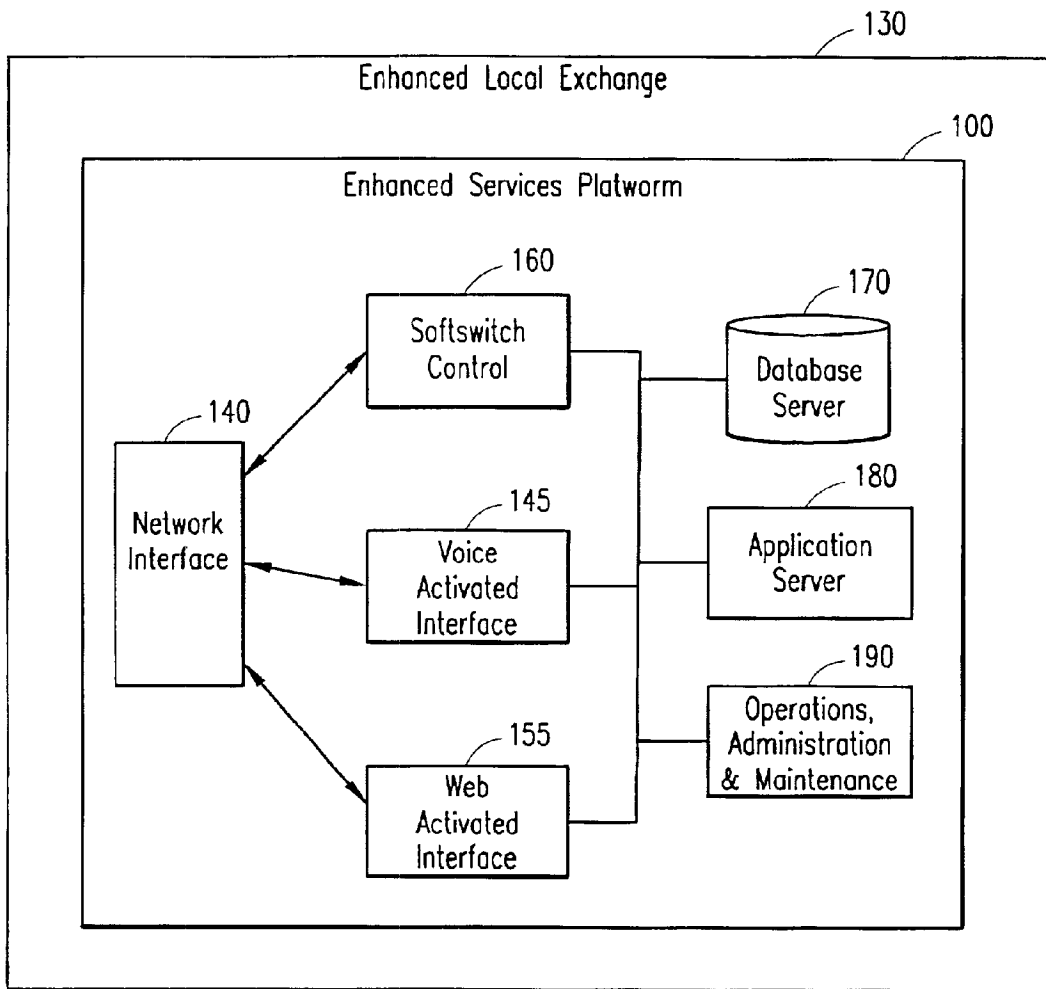 130
Enhanced Local Exchange
100
Enhanced Services Platworm
160
Softswitch
Control
170
Database
Server
140
Network
Interface
145
Voice
Activated
Interface
180
Application
Server
155
Web
Activated
Interface
190
Operations,
Administration
& Maintenance